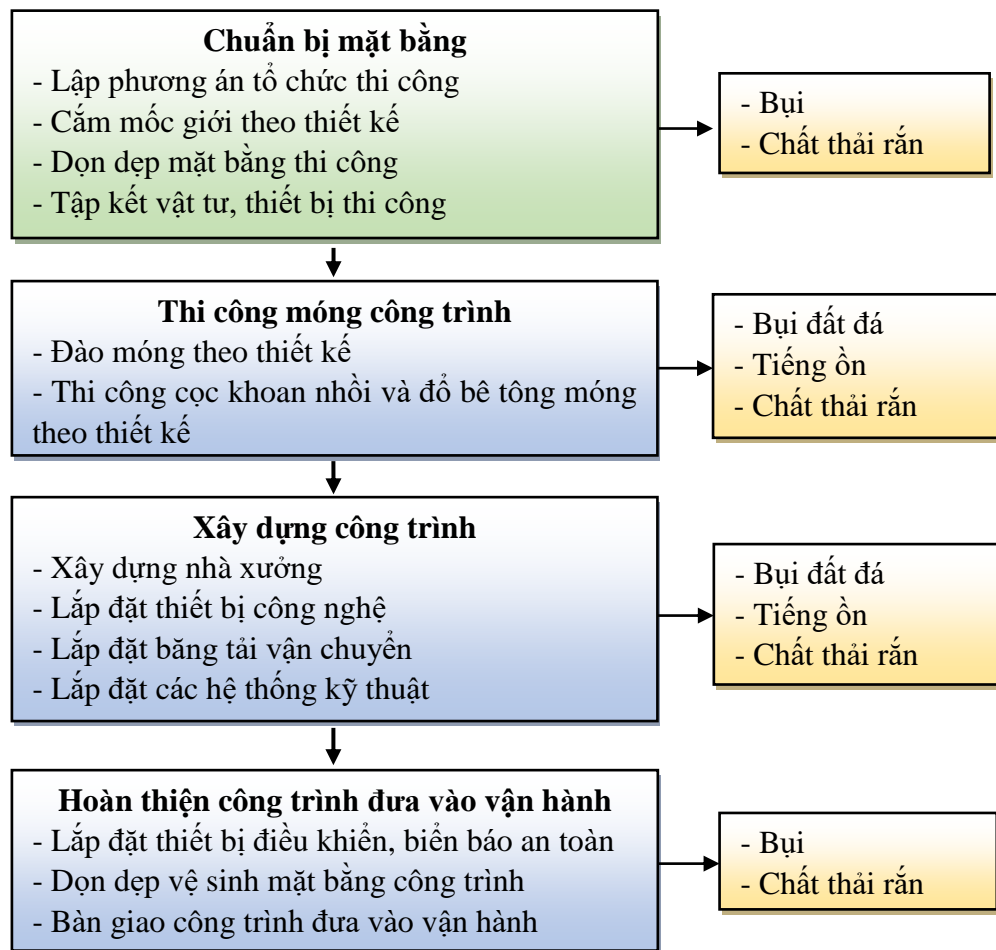 Chuẩn bị mặt bằng
- Lập phương án tổ chức thi công
- Cắm mốc giới theo thiết kế
- Dọn dẹp mặt bằng thi công
- Tập kết vật tư, thiết bị thi công
- Bụi
- Chất thải rắn
Thi công móng công trình
- Đào móng theo thiết kế
- Thi công cọc khoan nhồi và đổ bê tông móng
theo thiết kế
- Bụi đất đá
- Tiếng ồn
- Chất thải rắn
Xây dựng công trình
- Xây dựng nhà xưởng
- Lắp đặt thiết bị công nghệ
- Lắp đặt băng tải vận chuyển
- Lắp đặt các hệ thống kỹ thuật
- Bụi đất đá
- Tiếng ồn
- Chất thải rắn
Hoàn thiện công trình đưa vào vận hành
- Lắp đặt thiết bị điều khiển, biển báo an toàn
- Dọn dẹp vệ sinh mặt bằng công trình
- Bàn giao công trình đưa vào vận hành
- Bụi
- Chất thải rắn